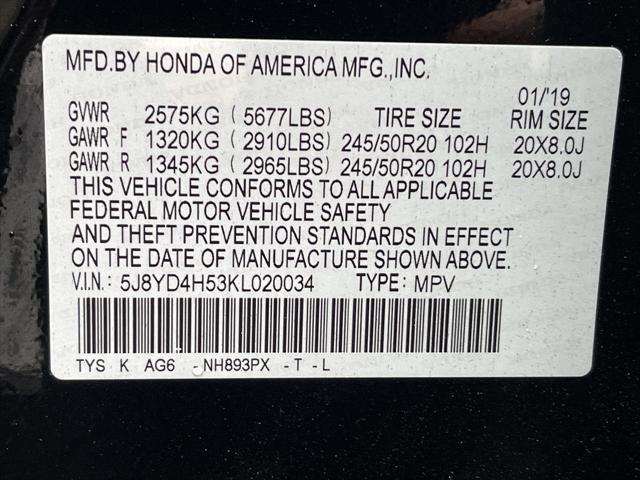 MFD.BY HONDA OF AMERICA MFG.,INC.
01/'19
GVWR 2575KG (5677LBS) TIRE SIZE RIM SIZE
GAWR F 1320KG (2910LBS) 245/50R20 102H 20X8.0J
GAWR R 1345KG (2965LBS) 245/50R20 102H 20X8.0J
THIS VEHICLE CONFORMS TO ALL APPLICABLE
FEDERAL MOTOR VEHICLE SAFETY
AND THEFT PREVENTION STANDARDS IN EFFECT
ON THE DATE OF MANUFACTURE SHOWN ABOVE.
V.I.N.: 5J8YD4H53KL020034 TYPE: MPV
TYS K AG6 -NH893PX -T -L